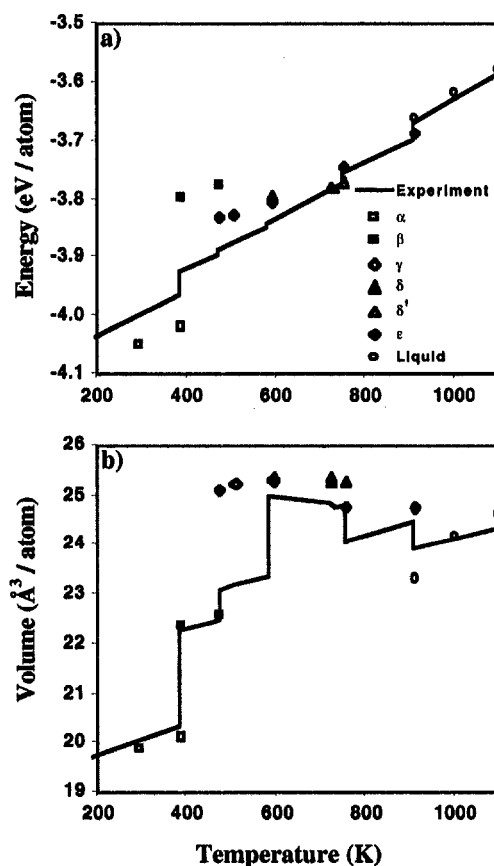 a)
-3.5
-3.6
-3.7
-3.8
-3.9
-4.0
-4.1
Energy (eV / atom)
Experiment
α
β
γ
δ
δ'
ε
Liquid
200 400 600 800 1000
b)
26
25
24
23
22
21
20
19
Volume (Å³ / atom)
200 400 600 800 1000
Temperature (K)